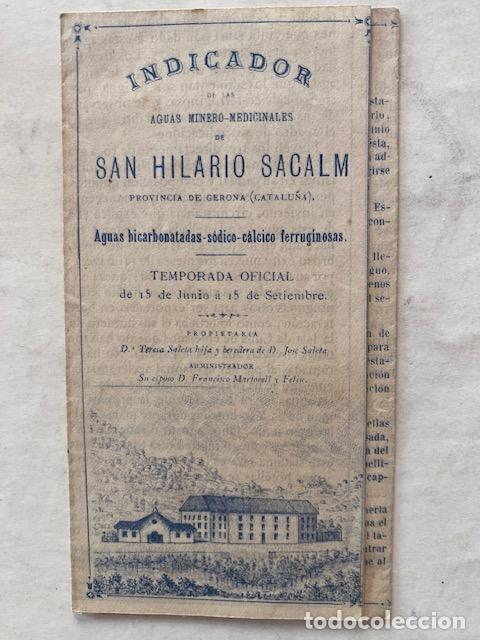 INDICADOR
DE LAS
AGUAS MINERO-MEDICINALES
DE
SAN HILARIO SACALM
PROVINCIA DE GERONA (CATALUÑA).
Aguas bicarbonatadas-sódico-cálcico ferruginosas.
TEMPORADA OFICIAL
de 15 de Junio á 15 de Setiembre.
PROPIETARIA
D.ª Teresa Saleta hija y heredera de D. José Saleta
ADMINISTRADOR
Su esposo D. Francisco Martorell y Feliu.
todocoleccion.net